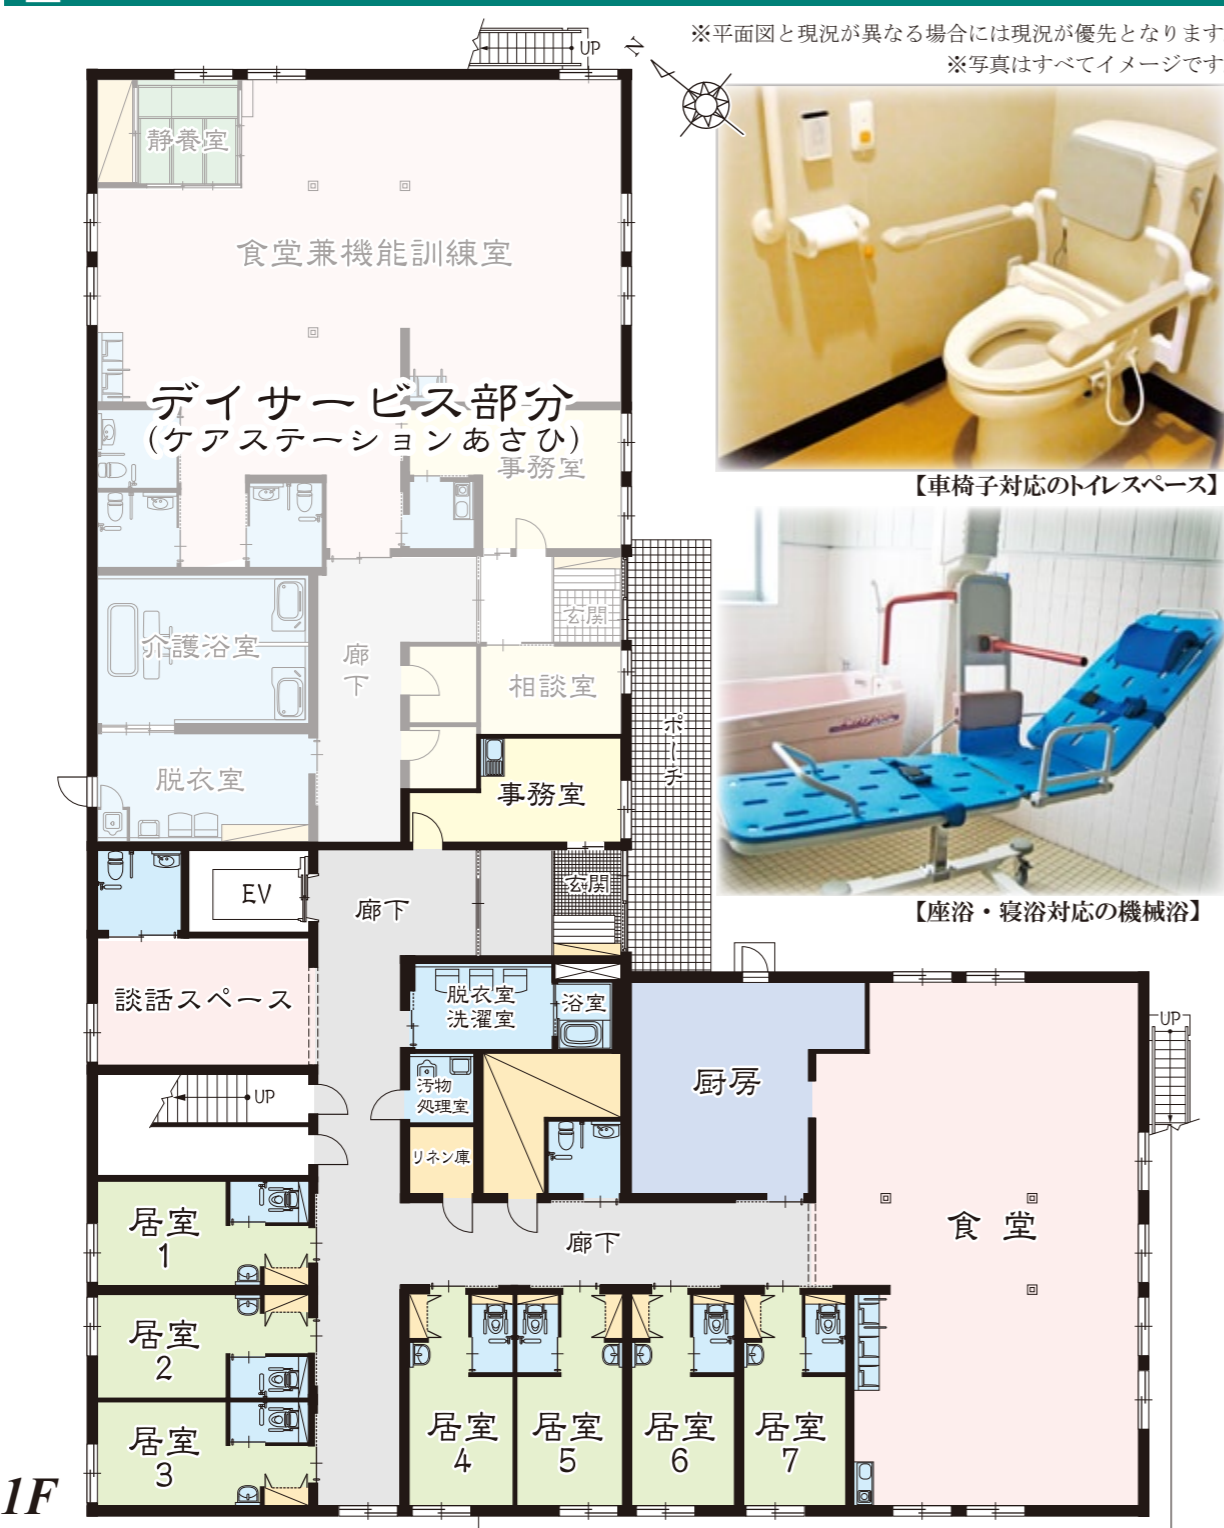 ※平面図と現況が異なる場合には現況が優先となります
※写真はすべてイメージです
UP
N
静養室
食堂兼機能訓練室
デイサービス部分
(ケアステーションあさひ)
事務室
【車椅子対応のトイレスペース】
玄関
介護浴室
廊下
相談室
ポーチ
脱衣室
事務室
【座浴・寝浴対応の機械浴】
EV
廊下
玄関
談話スペース
脱衣室
洗濯室
浴室
UP
汚物
処理室
厨房
UP
リネン庫
居室
1
廊下
食堂
居室
2
居室
3
居室
4
居室
5
居室
6
居室
7
1F